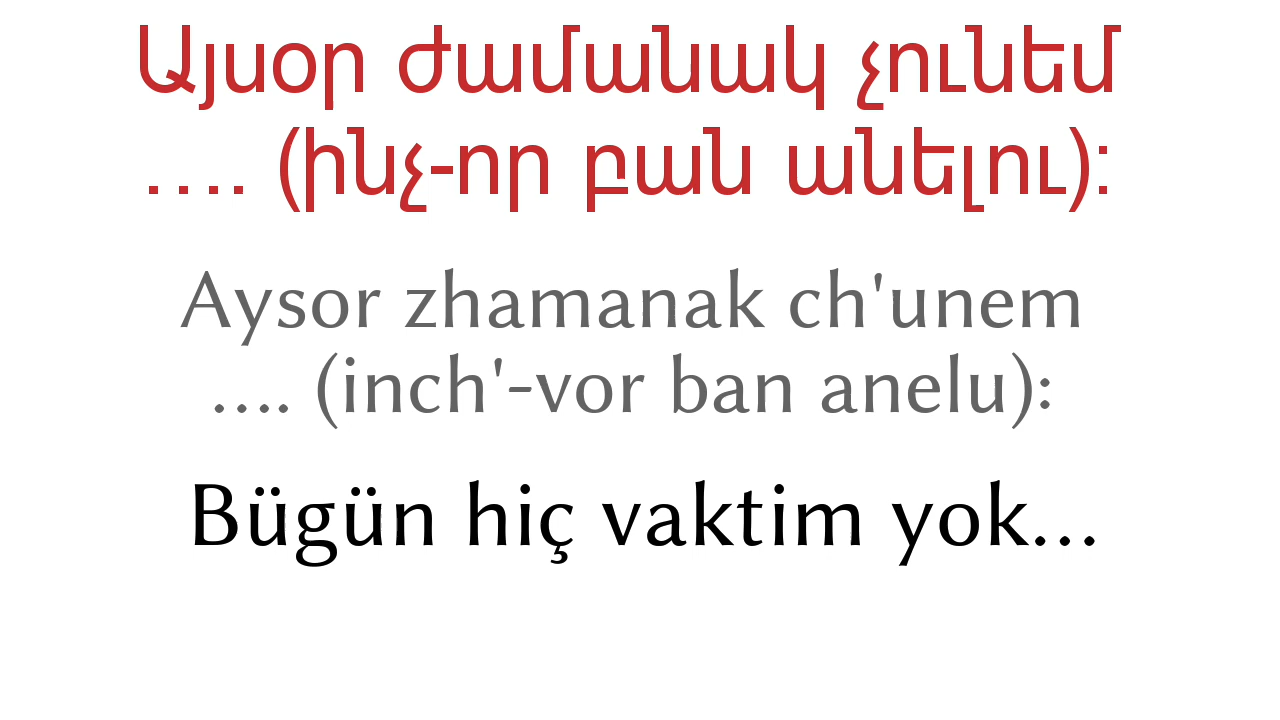 Այսօր ժամանակ չունեմ
…. (ինչ-որ բան անելու):
Aysor zhamanak ch'unem
…. (inch'-vor ban anelu)։
Bügün hiç vaktim yok…